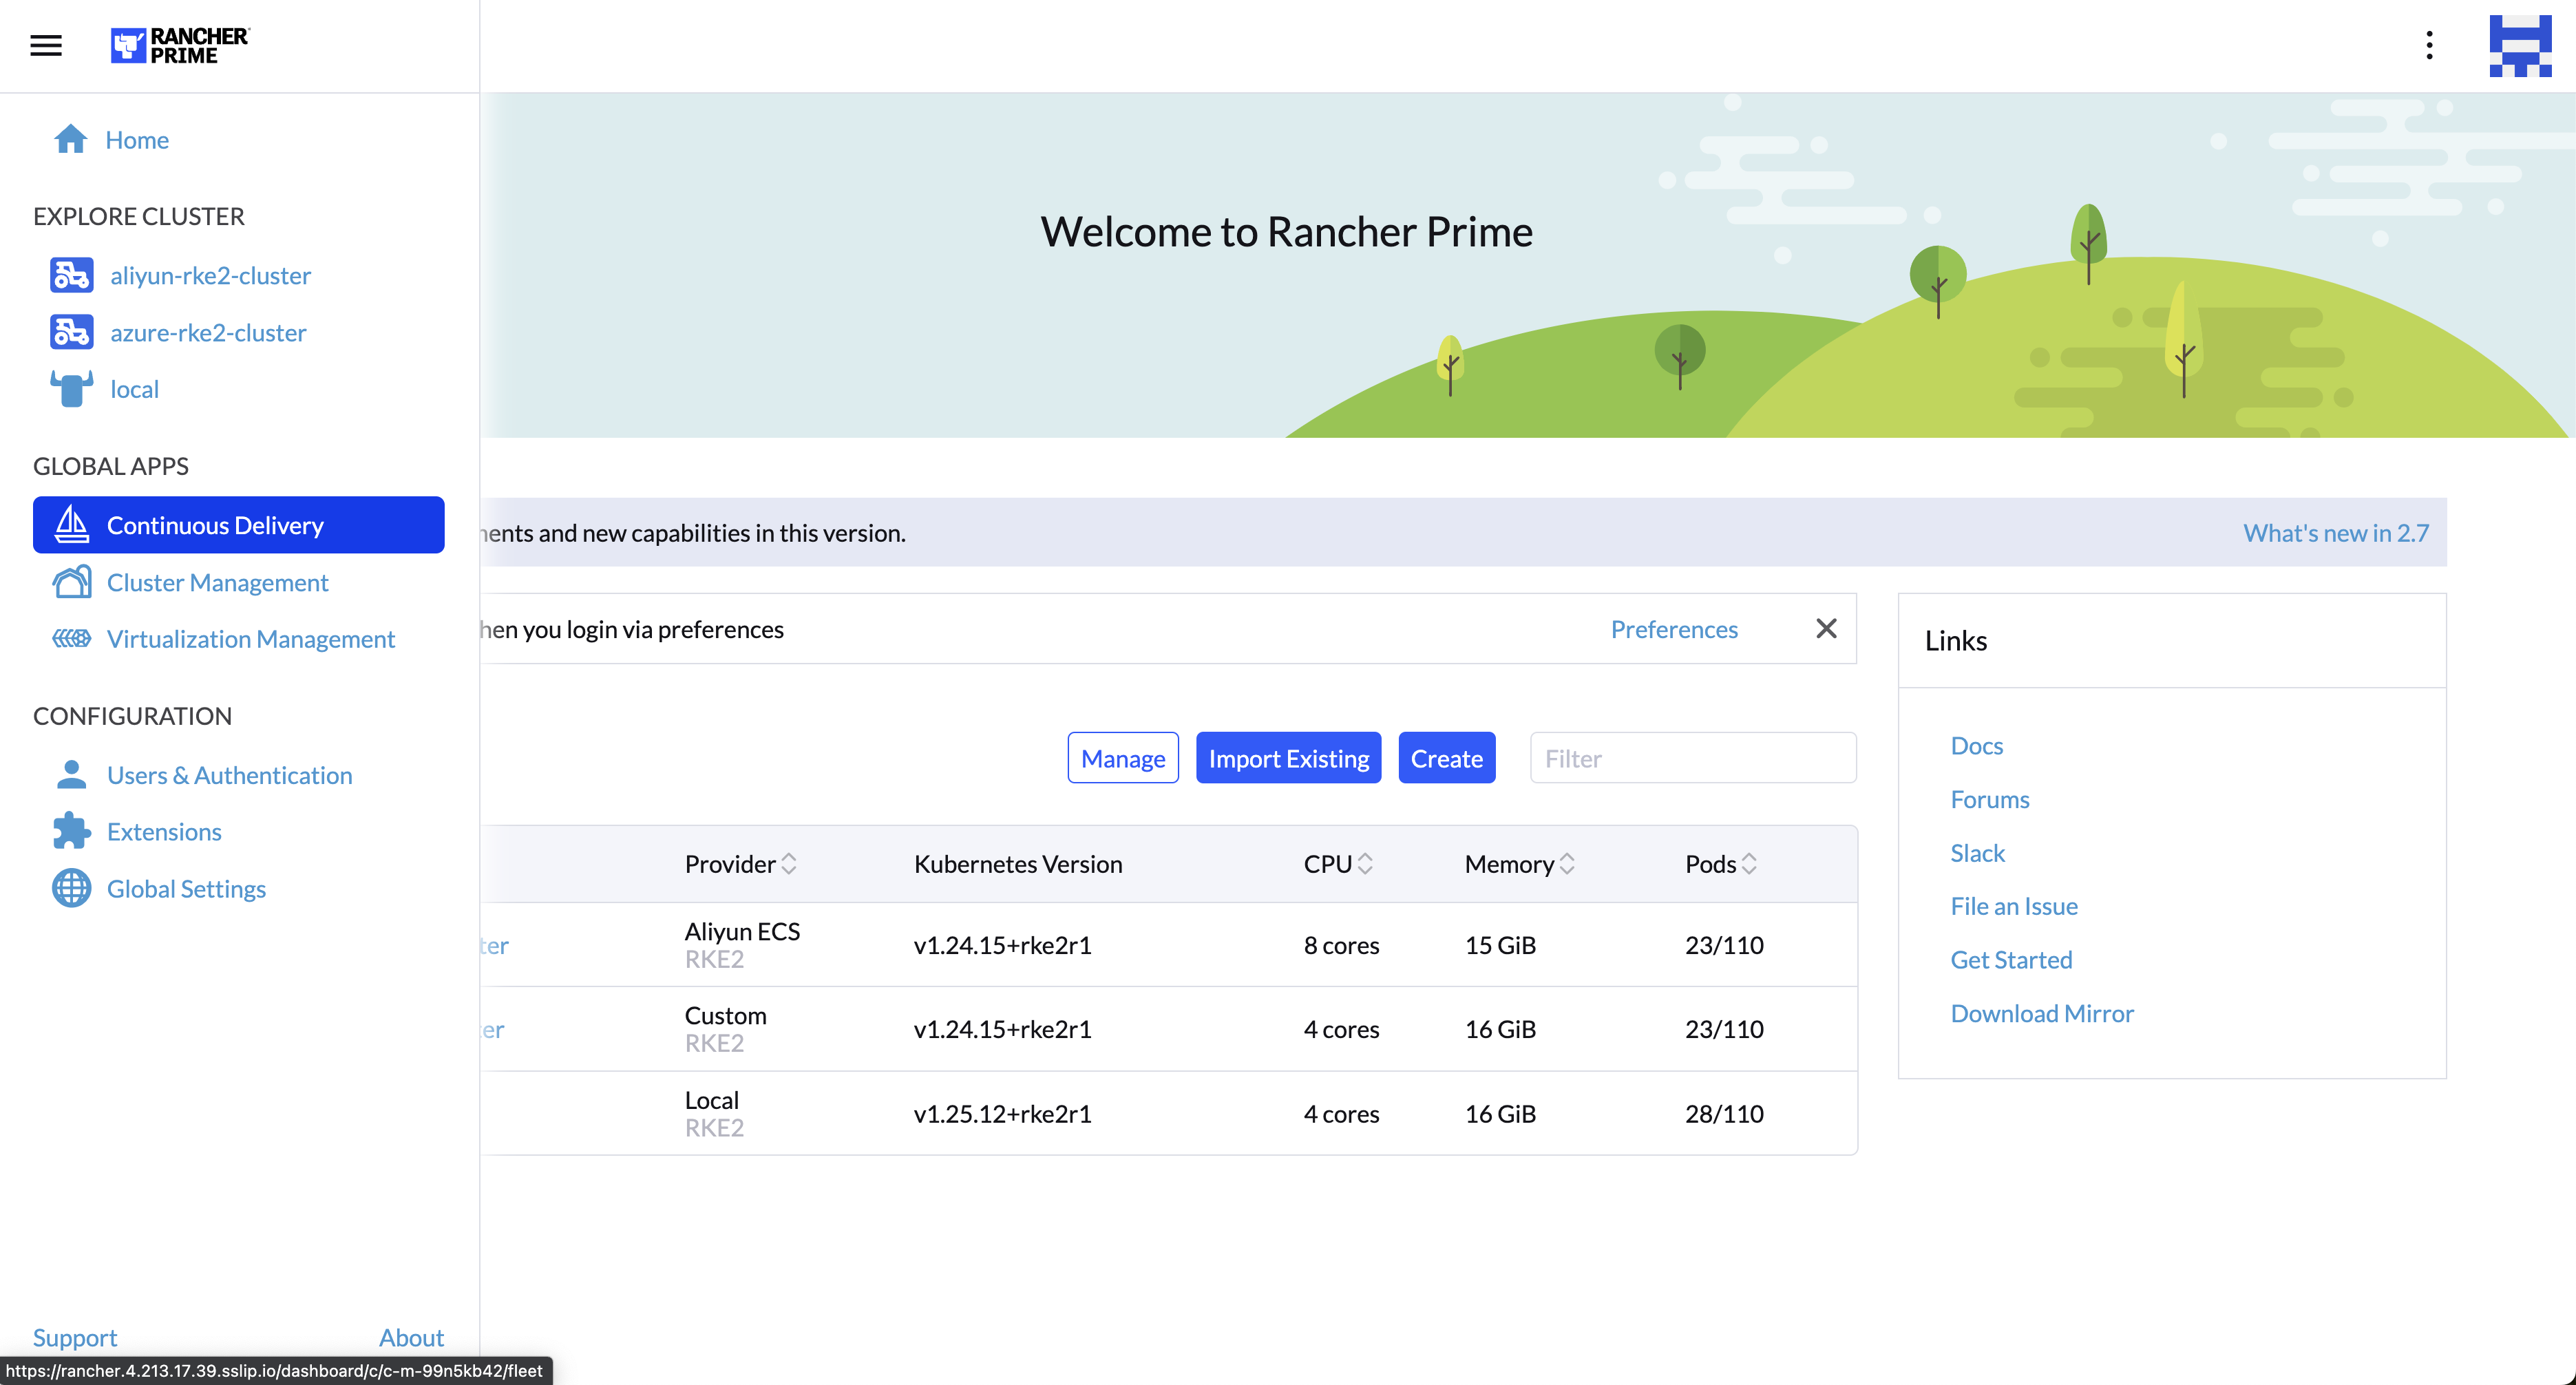 RANCHER
PRIME
Home
EXPLORE CLUSTER
aliyun-rke2-cluster
azure-rke2-cluster
local
GLOBAL APPS
Continuous Delivery
Cluster Management
Virtualization Management
CONFIGURATION
Users & Authentication
Extensions
Global Settings
Support About
https://rancher.4.213.17.39.sslip.io/dashboard/c/c-m-99n5kb42/fleet
Welcome to Rancher Prime
and new capabilities in this version. What's new in 2.7
you login via preferences Preferences
Manage Import Existing Create Filter
Provider Kubernetes Version CPU Memory Pods
Aliyun ECS
RKE2
v1.24.15+rke2r1 8 cores 15 GiB 23/110
Custom
RKE2
v1.24.15+rke2r1 4 cores 16 GiB 23/110
Local
RKE2
v1.25.12+rke2r1 4 cores 16 GiB 28/110
Links
Docs
Forums
Slack
File an Issue
Get Started
Download Mirror